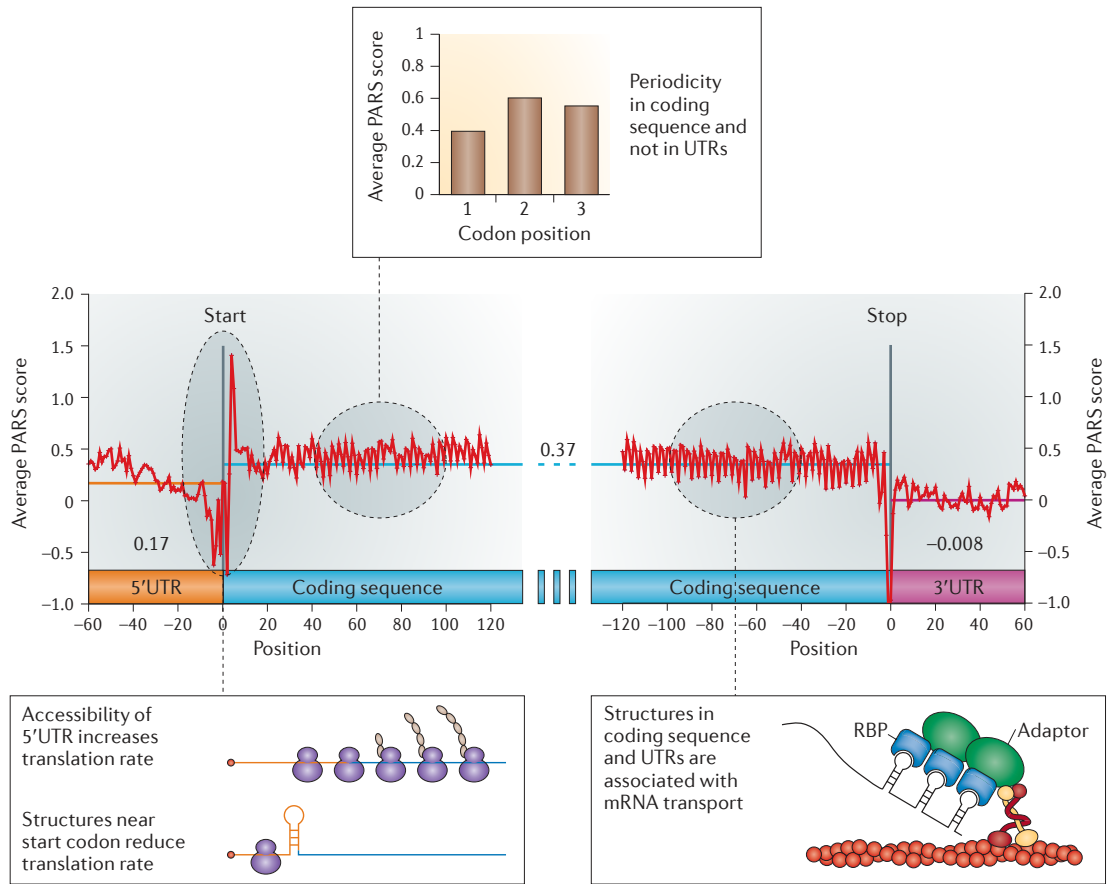 Average PARS score
1
0.8
0.6
0.4
0.2
0
1 2 3
Codon position
Periodicity
in coding
sequence and
not in UTRs
Average PARS score
2.0
1.5
1.0
0.5
0
−0.5
−1.0
Start
0.17
5′UTR
Coding sequence
−60 −40 −20 0 20 40 60 80 100 120
Position
0.37
Stop
−0.008
Coding sequence
3′UTR
−120 −100 −80 −60 −40 −20 0 20 40 60
Position
2.0
1.5
1.0
0.5
0
−0.5
−1.0
Average PARS score
Accessibility of
5′UTR increases
translation rate
Structures near
start codon reduce
translation rate
Structures in
coding sequence
and UTRs are
associated with
mRNA transport
RBP
Adaptor